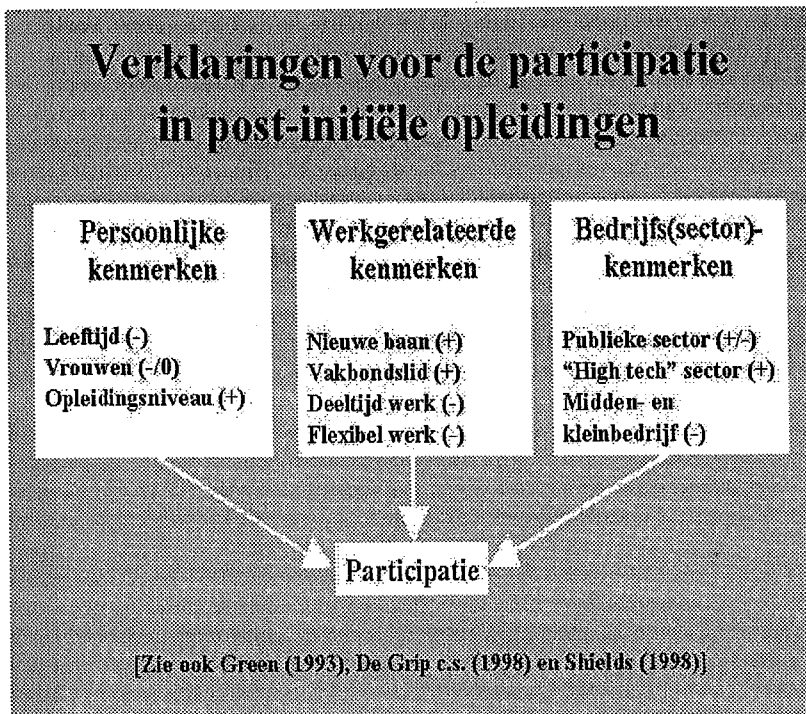 Verklaringen voor de participatie
in post-initiële opleidingen
Persoonlijke
kenmerken
Leeftijd (-)
Vrouwen (-/0)
Opleidingsniveau (+)
Werkgerelateerde
kenmerken
Nieuwe baan (+)
Vakbondslid (+)
Deeltijd werk (-)
Flexibel werk (-)
Bedrijfs(sector)-
kenmerken
Publieke sector (+/-)
“High tech” sector (+)
Midden- en
kleinbedrijf (-)
Participatie
[Zie ook Green (1993), De Grip c.s. (1998) en Shields (1998)]